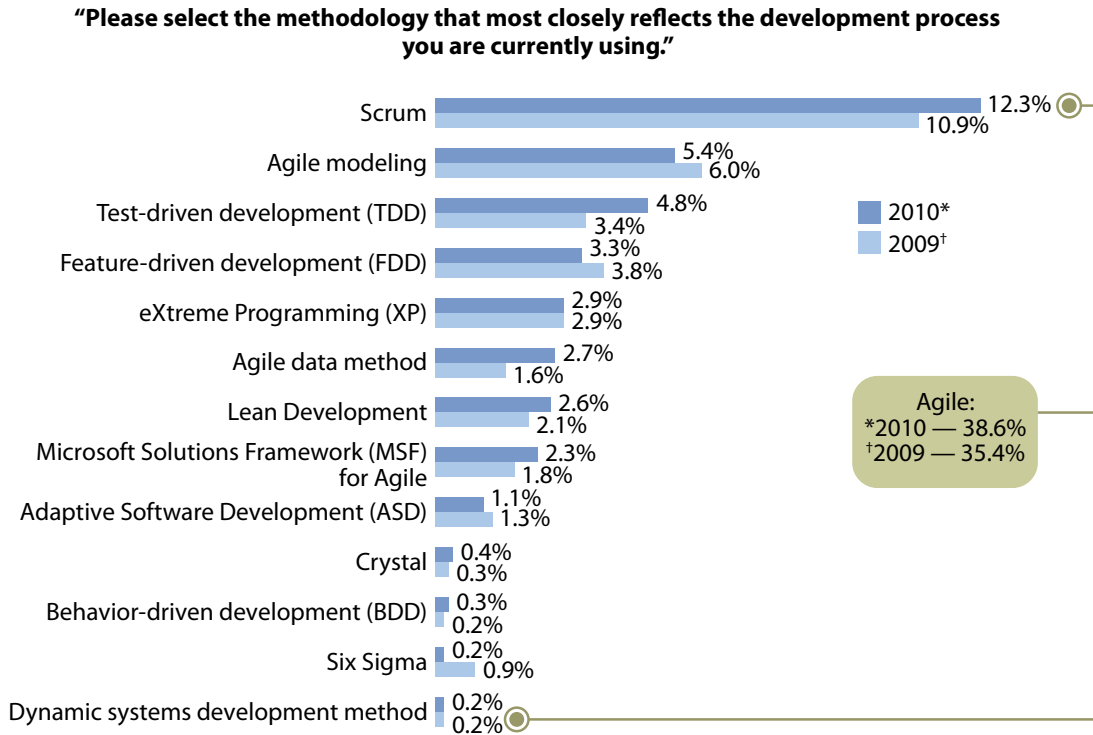 “Please select the methodology that most closely reflects the development process
you are currently using.”
Scrum
12.3%
10.9%
Agile modeling
5.4%
6.0%
Test-driven development (TDD)
4.8%
3.4%
2010*
2009†
Feature-driven development (FDD)
3.3%
3.8%
eXtreme Programming (XP)
2.9%
2.9%
Agile data method
2.7%
1.6%
Lean Development
2.6%
2.1%
Agile:
*2010 — 38.6%
†2009 — 35.4%
Microsoft Solutions Framework (MSF)
for Agile
2.3%
1.8%
Adaptive Software Development (ASD)
1.1%
1.3%
Crystal
0.4%
0.3%
Behavior-driven development (BDD)
0.3%
0.2%
Six Sigma
0.2%
0.9%
Dynamic systems development method
0.2%
0.2%